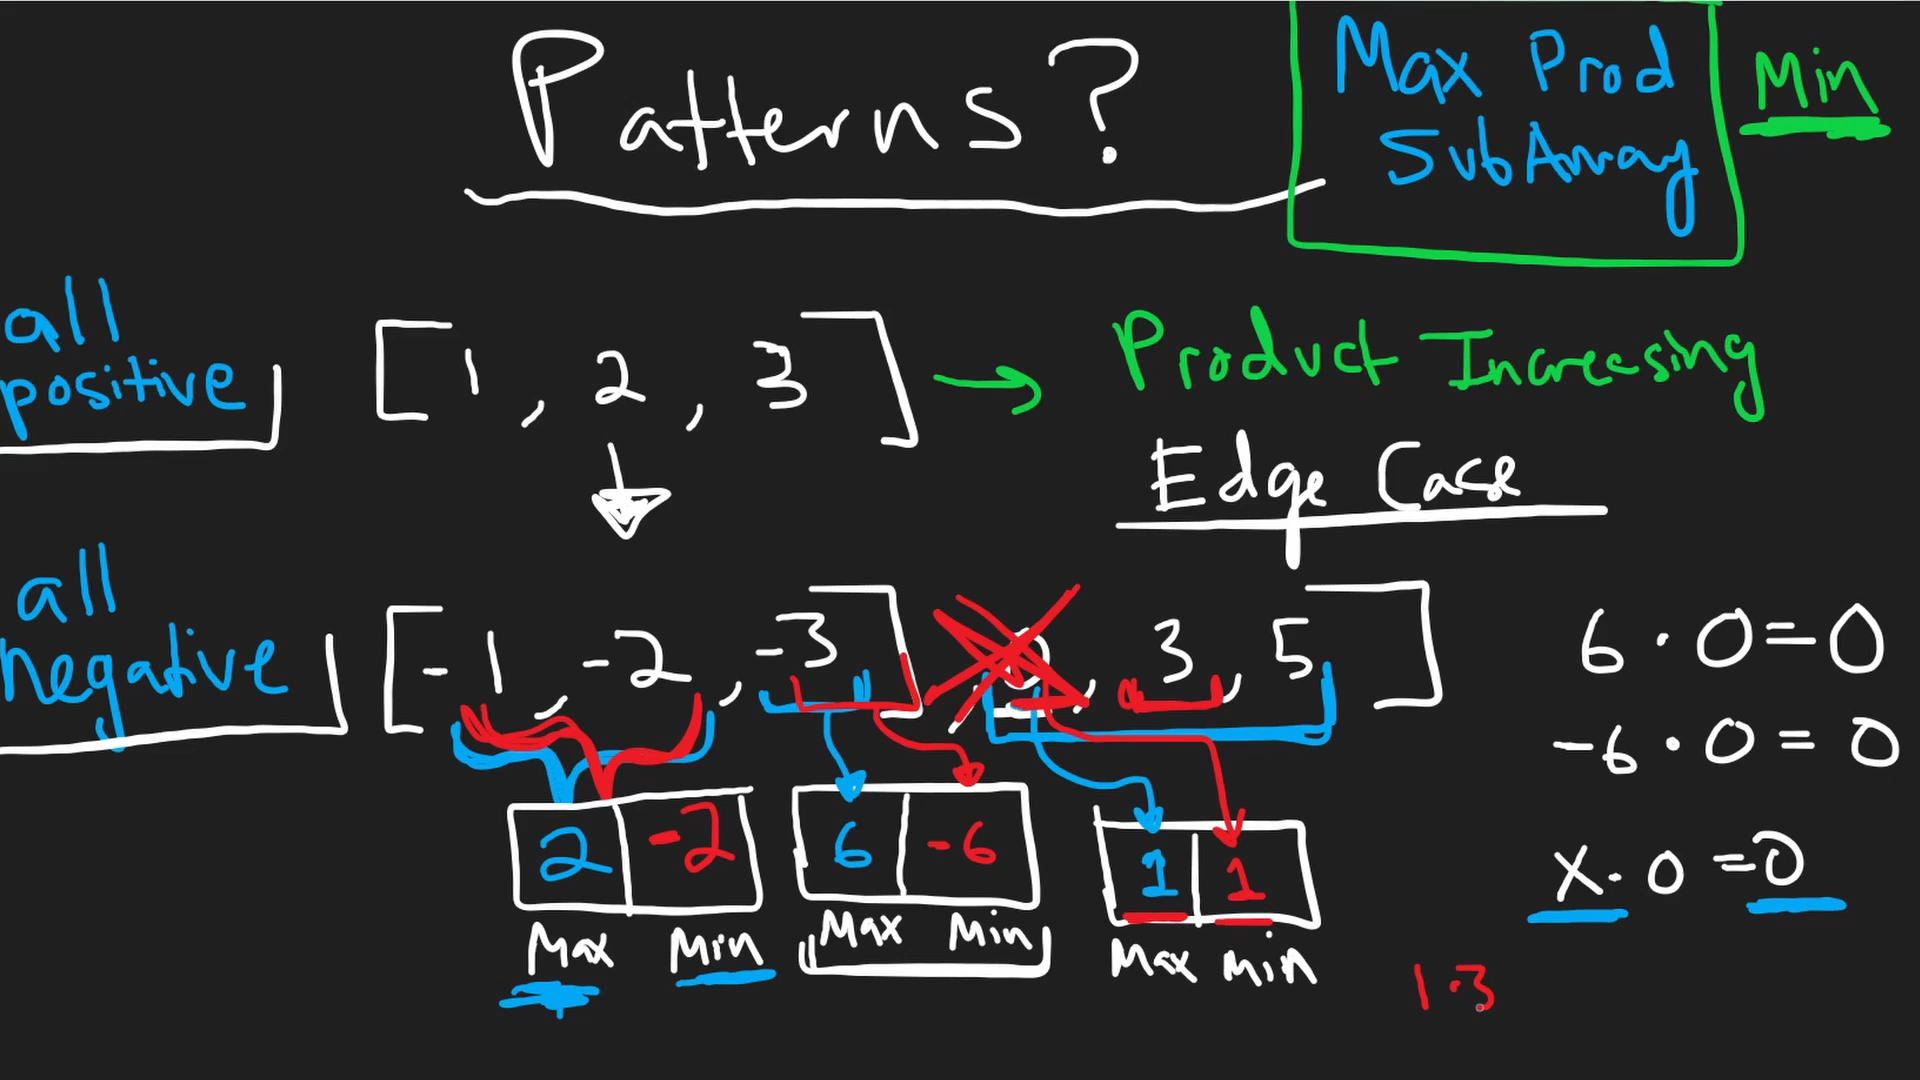 Patterns?
Max Prod
SubArray
Min
all
positive
[1, 2, 3] → Product Increasing
Edge Case
all
negative
[-1, -2, -3], 0, 3, 5]
6 · 0 = 0
-6 · 0 = 0
x · 0 = 0
2 -2
Max Min
6 -6
Max Min
1 1
Max min
1·3